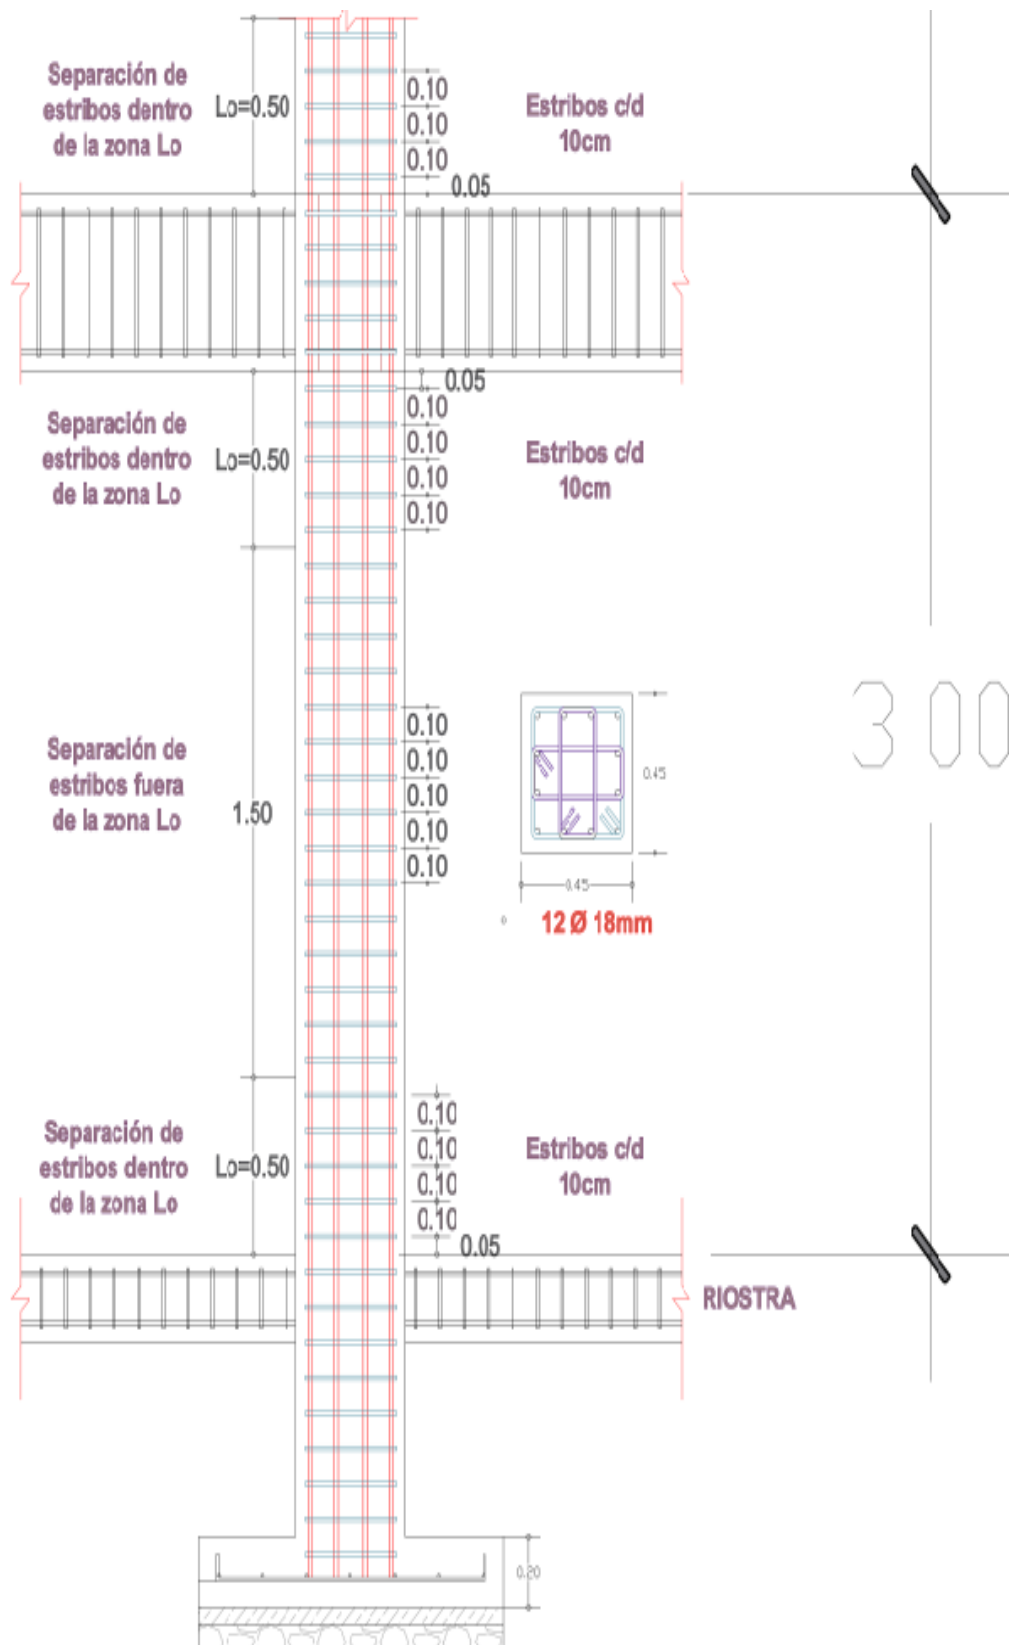 Separación de
estribos dentro
de la zona Lo
Lo=0.50
0.10
0.10
0.10
0.05
Estribos c/d
10cm
0.05
0.10
0.10
0.10
0.10
Separación de
estribos dentro
de la zona Lo
Lo=0.50
Estribos c/d
10cm
Separación de
estribos fuera
de la zona Lo
1.50
0.10
0.10
0.10
0.10
0.10
0.45
0.45
12 Ø 18mm
3 00
Separación de
estribos dentro
de la zona Lo
Lo=0.50
0.10
0.10
0.10
0.10
0.05
Estribos c/d
10cm
RIOSTRA
0.20